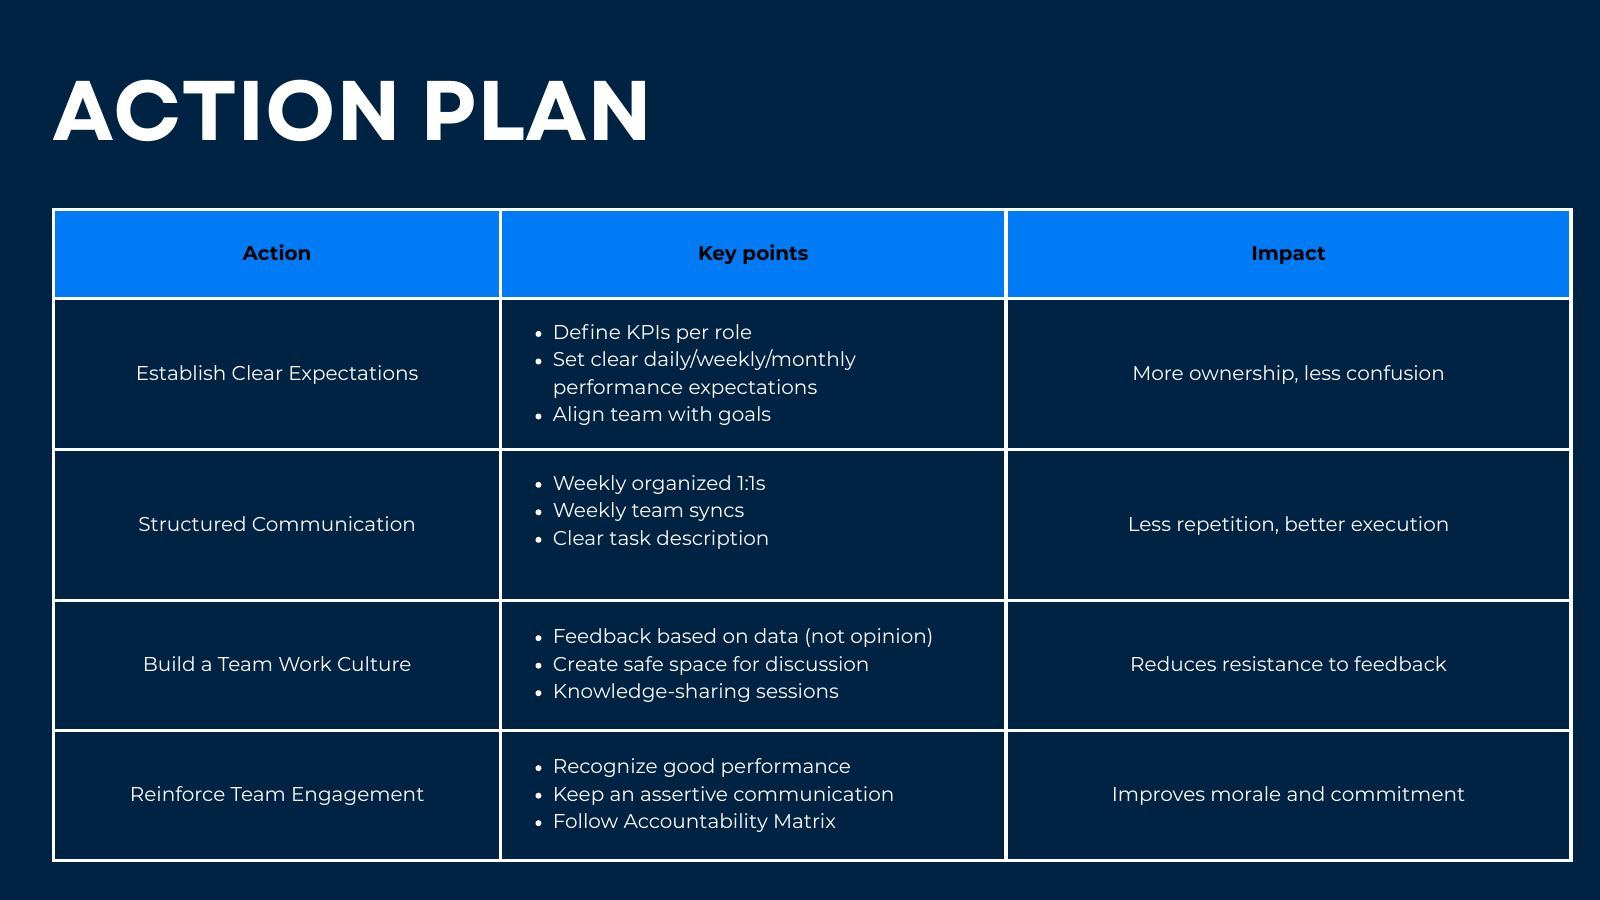 ACTION PLAN
Action
Key points
Impact
Establish Clear Expectations
• Define KPIs per role
• Set clear daily/weekly/monthly
performance expectations
• Align team with goals
More ownership, less confusion
Structured Communication
• Weekly organized 1:1s
• Weekly team syncs
• Clear task description
Less repetition, better execution
Build a Team Work Culture
• Feedback based on data (not opinion)
• Create safe space for discussion
• Knowledge-sharing sessions
Reduces resistance to feedback
Reinforce Team Engagement
• Recognize good performance
• Keep an assertive communication
• Follow Accountability Matrix
Improves morale and commitment